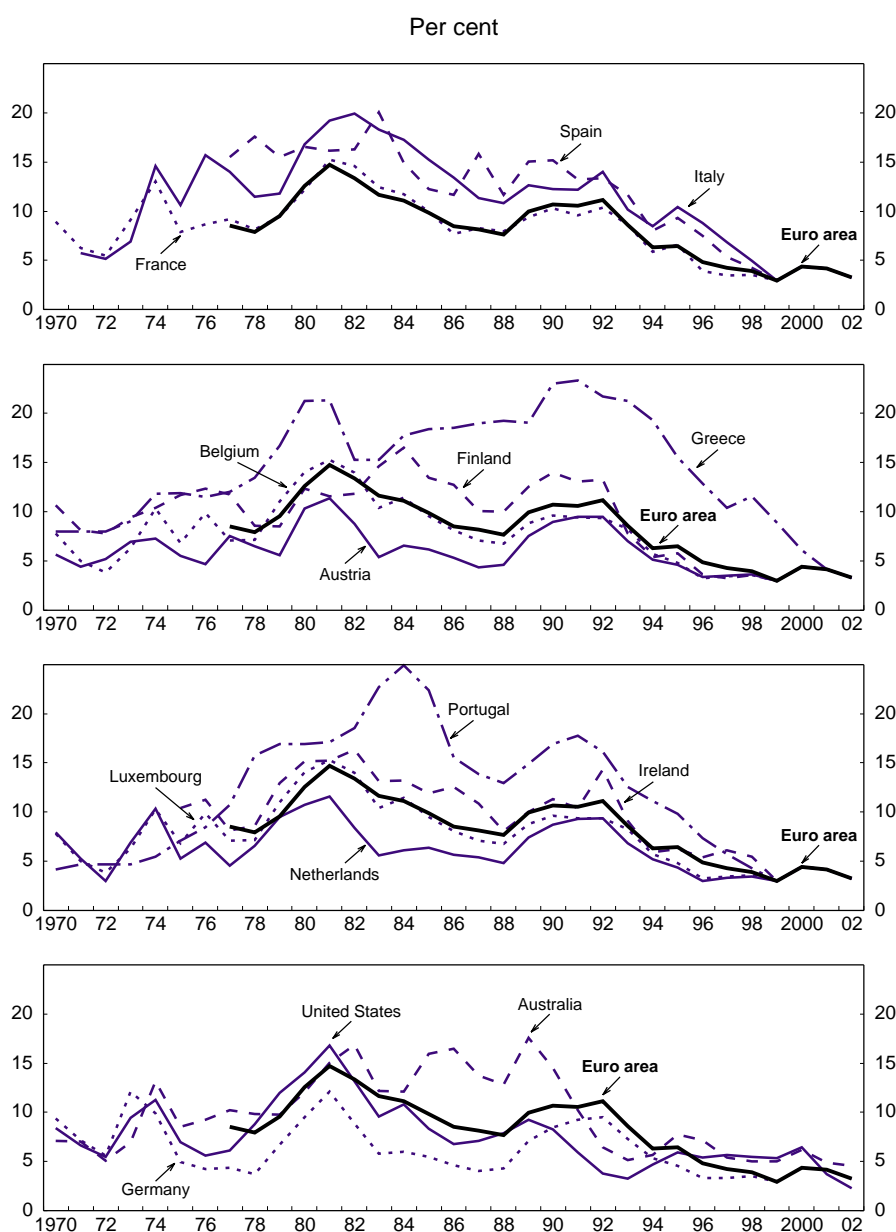 Per cent
20 20
Spain
15 15
Italy
10 10
Euro area
5 5
France
0 0
1970 72 74 76 78 80 82 84 86 88 90 92 94 96 98 2000 02
20 20
Greece
Belgium Finland
15 15
10 10
Euro area
5 5
Austria
0 0
1970 72 74 76 78 80 82 84 86 88 90 92 94 96 98 2000 02
20 20
Portugal
15 15
Luxembourg Ireland
10 10
Euro area
5 5
Netherlands
0 0
1970 72 74 76 78 80 82 84 86 88 90 92 94 96 98 2000 02
20 20
United States Australia
15 15
Euro area
10 10
5 5
Germany
0 0
1970 72 74 76 78 80 82 84 86 88 90 92 94 96 98 2000 02